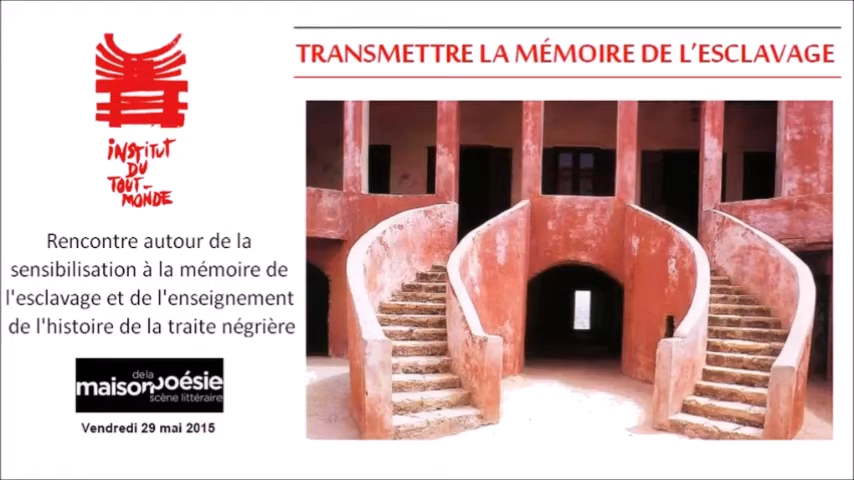 TRANSMETTRE LA MÉMOIRE DE L'ESCLAVAGE
INSTITUT
DU
TOUT-
MONDE
Rencontre autour de la
sensibilisation à la mémoire de
l'esclavage et de l'enseignement
de l'histoire de la traite négrière
de la
maison poésie
scène littéraire
Vendredi 29 mai 2015